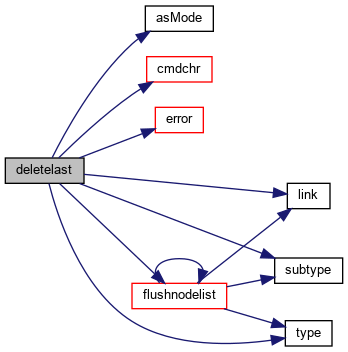 asMode
cmdchr
error
deletelast
link
subtype
flushnodelist
type